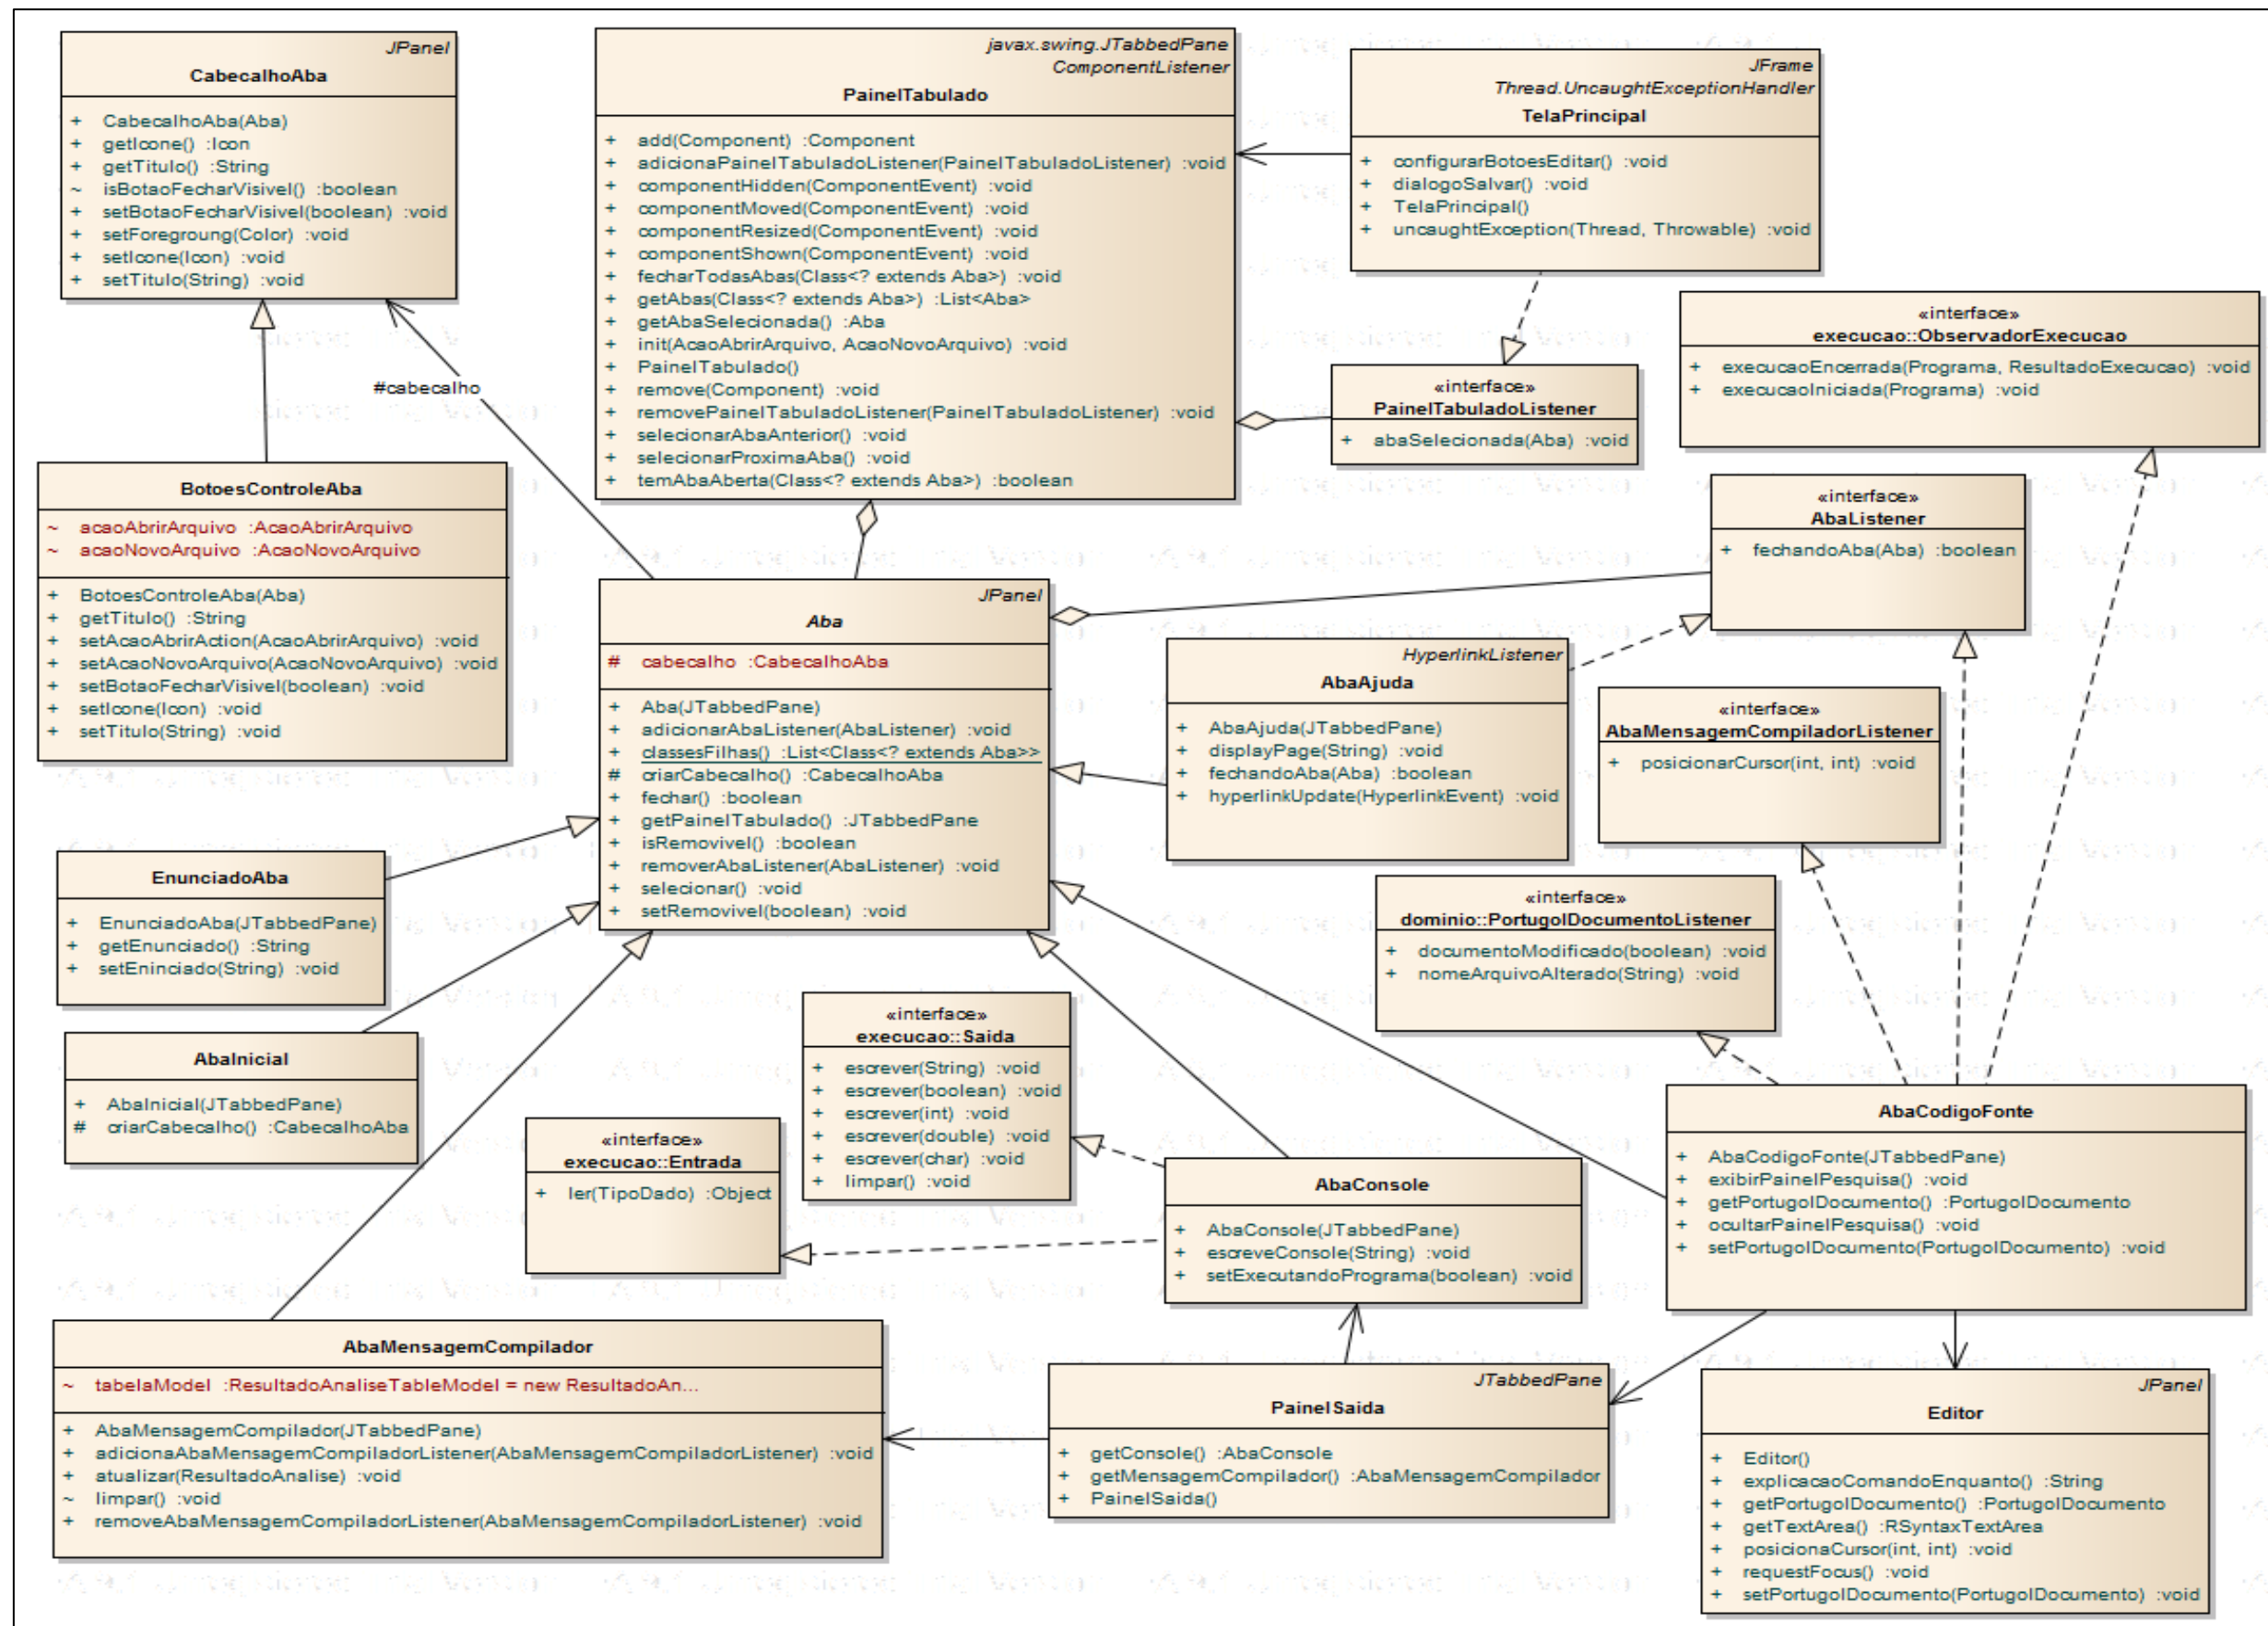 JPanel
CabecalhoAba
+ CabecalhoAba(Aba)
+ getIcone() :Icon
+ getTitulo() :String
~ isBotaoFecharVisivel() :boolean
+ setBotaoFecharVisivel(boolean) :void
+ setForegroung(Color) :void
+ setIcone(Icon) :void
+ setTitulo(String) :void
javax.swing.JTabbedPane
ComponentListener
PainelTabulado
+ add(Component) :Component
+ adicionaPainelTabuladoListener(PainelTabuladoListener) :void
+ componentHidden(ComponentEvent) :void
+ componentMoved(ComponentEvent) :void
+ componentResized(ComponentEvent) :void
+ componentShown(ComponentEvent) :void
+ fecharTodasAbas(Class<? extends Aba>) :void
+ getAbas(Class<? extends Aba>) :List<Aba>
+ getAbaSelecionada() :Aba
+ init(AcaoAbrirArquivo, AcaoNovoArquivo) :void
+ PainelTabulado()
+ remove(Component) :void
+ removePainelTabuladoListener(PainelTabuladoListener) :void
+ selecionarAbaAnterior() :void
+ selecionarProximaAba() :void
+ temAbaAberta(Class<? extends Aba>) :boolean
JFrame
Thread.UncaughtExceptionHandler
TelaPrincipal
+ configurarBotoesEditar() :void
+ dialogoSalvar() :void
+ TelaPrincipal()
+ uncaughtException(Thread, Throwable) :void
«interface»
execucao::ObservadorExecucao
+ execucaoEncerrada(Programa, ResultadoExecucao) :void
+ execucaoIniciada(Programa) :void
«interface»
PainelTabuladoListener
+ abaSelecionada(Aba) :void
#cabecalho
BotoesControleAba
~ acaoAbrirArquivo :AcaoAbrirArquivo
~ acaoNovoArquivo :AcaoNovoArquivo
+ BotoesControleAba(Aba)
+ getTitulo() :String
+ setAcaoAbrirAction(AcaoAbrirArquivo) :void
+ setAcaoNovoArquivo(AcaoNovoArquivo) :void
+ setBotaoFecharVisivel(boolean) :void
+ setIcone(Icon) :void
+ setTitulo(String) :void
«interface»
AbaListener
+ fechandoAba(Aba) :boolean
JPanel
Aba
# cabecalho :CabecalhoAba
+ Aba(JTabbedPane)
+ adicionarAbaListener(AbaListener) :void
+ classesFilhas() :List<Class<? extends Aba>>
# criarCabecalho() :CabecalhoAba
+ fechar() :boolean
+ getPainelTabulado() :JTabbedPane
+ isRemovivel() :boolean
+ removerAbaListener(AbaListener) :void
+ selecionar() :void
+ setRemovivel(boolean) :void
HyperlinkListener
AbaAjuda
+ AbaAjuda(JTabbedPane)
+ displayPage(String) :void
+ fechandoAba(Aba) :boolean
+ hyperlinkUpdate(HyperlinkEvent) :void
«interface»
AbaMensagemCompiladorListener
+ posicionarCursor(int, int) :void
EnunciadoAba
+ EnunciadoAba(JTabbedPane)
+ getEnunciado() :String
+ setEninciado(String) :void
«interface»
dominio::PortugolDocumentoListener
+ documentoModificado(boolean) :void
+ nomeArquivoAlterado(String) :void
«interface»
execucao::Saida
+ escrever(String) :void
+ escrever(boolean) :void
+ escrever(int) :void
+ escrever(double) :void
+ escrever(char) :void
+ limpar() :void
AbaInicial
+ AbaInicial(JTabbedPane)
# criarCabecalho() :CabecalhoAba
«interface»
execucao::Entrada
+ ler(TipoDado) :Object
AbaConsole
+ AbaConsole(JTabbedPane)
+ escreveConsole(String) :void
+ setExecutandoPrograma(boolean) :void
AbaCodigoFonte
+ AbaCodigoFonte(JTabbedPane)
+ exibirPainelPesquisa() :void
+ getPortugolDocumento() :PortugolDocumento
+ ocultarPainelPesquisa() :void
+ setPortugolDocumento(PortugolDocumento) :void
AbaMensagemCompilador
~ tabelaModel :ResultadoAnaliseTableModel = new ResultadoAn...
+ AbaMensagemCompilador(JTabbedPane)
+ adicionaAbaMensagemCompiladorListener(AbaMensagemCompiladorListener) :void
+ atualizar(ResultadoAnalise) :void
~ limpar() :void
+ removeAbaMensagemCompiladorListener(AbaMensagemCompiladorListener) :void
JTabbedPane
PainelSaida
+ getConsole() :AbaConsole
+ getMensagemCompilador() :AbaMensagemCompilador
+ PainelSaida()
JPanel
Editor
+ Editor()
+ explicacaoComandoEnquanto() :String
+ getPortugolDocumento() :PortugolDocumento
+ getTextArea() :RSyntaxTextArea
+ posicionaCursor(int, int) :void
+ requestFocus() :void
+ setPortugolDocumento(PortugolDocumento) :void